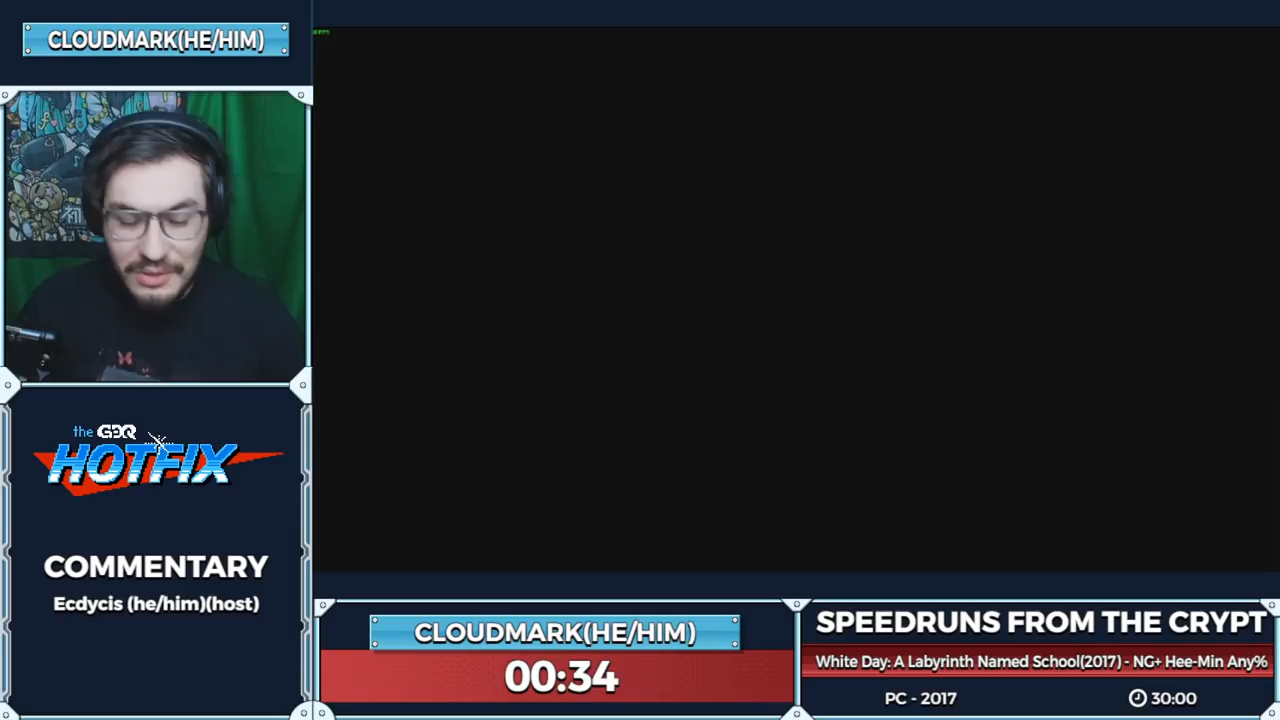 CLOUDMARK(HE/HIM)
初
the GDQ
HOTFIX
COMMENTARY
Ecdycis (he/him)(host)
CLOUDMARK(HE/HIM)
00:34
SPEEDRUNS FROM THE CRYPT
White Day: A Labyrinth Named School(2017) - NG+ Hee-Min Any%
PC - 2017
30:00